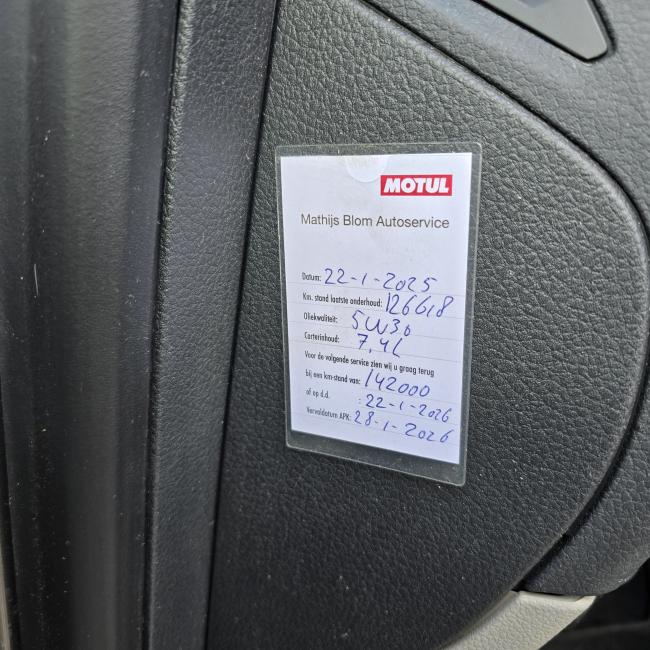 MOTUL
Mathijs Blom Autoservice
Datum: 22-1-2025
Km. stand laatste onderhoud: 126618
Oliekwaliteit: 5W30
Carterinhoud: 7,4L
Voor de volgende service zien wij u graag terug
bij een km-stand van: 142000
of op d.d. : 22-1-2026
Vervaldatum APK: 28-1-2026